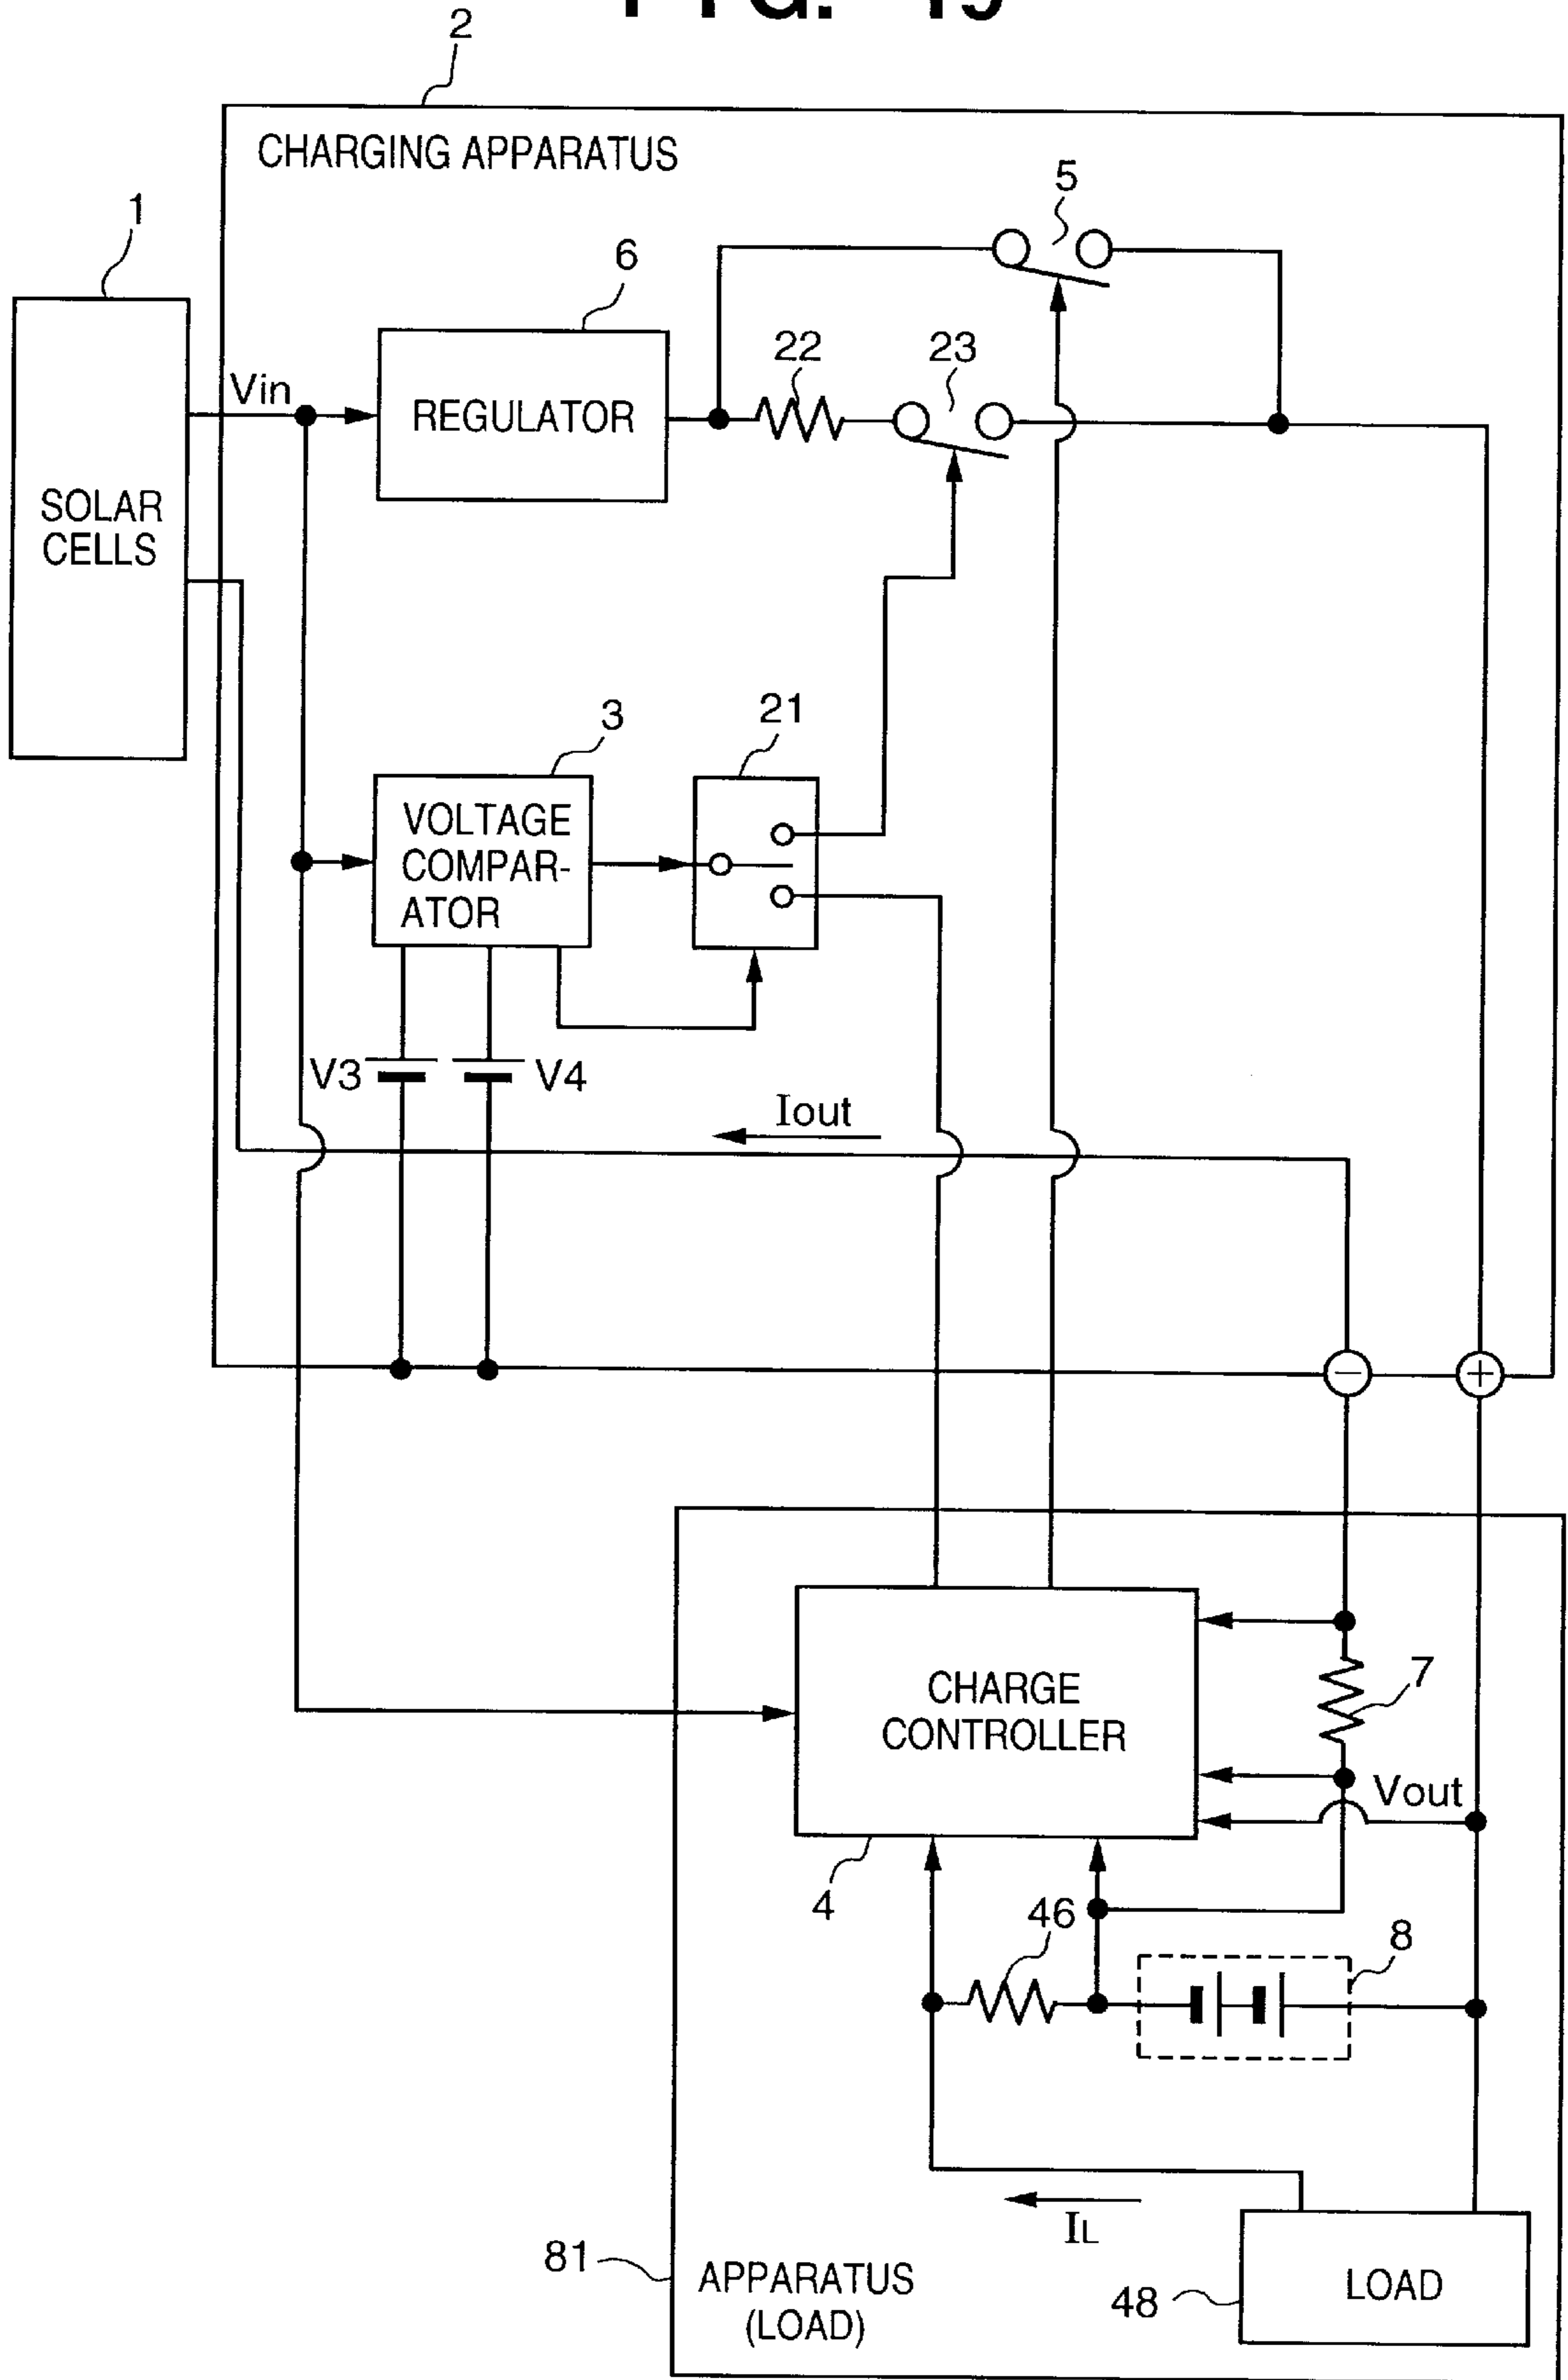 FIG.
2
CHARGING APPARATUS
1
5
6
22
23
Vin
REGULATOR
SOLAR
CELLS
3
21
VOLTAGE
COMPAR-
ATOR
V3
V4
Iout
−
+
CHARGE
CONTROLLER
7
Vout
4
46
8
IL
81
APPARATUS
(LOAD)
48
LOAD